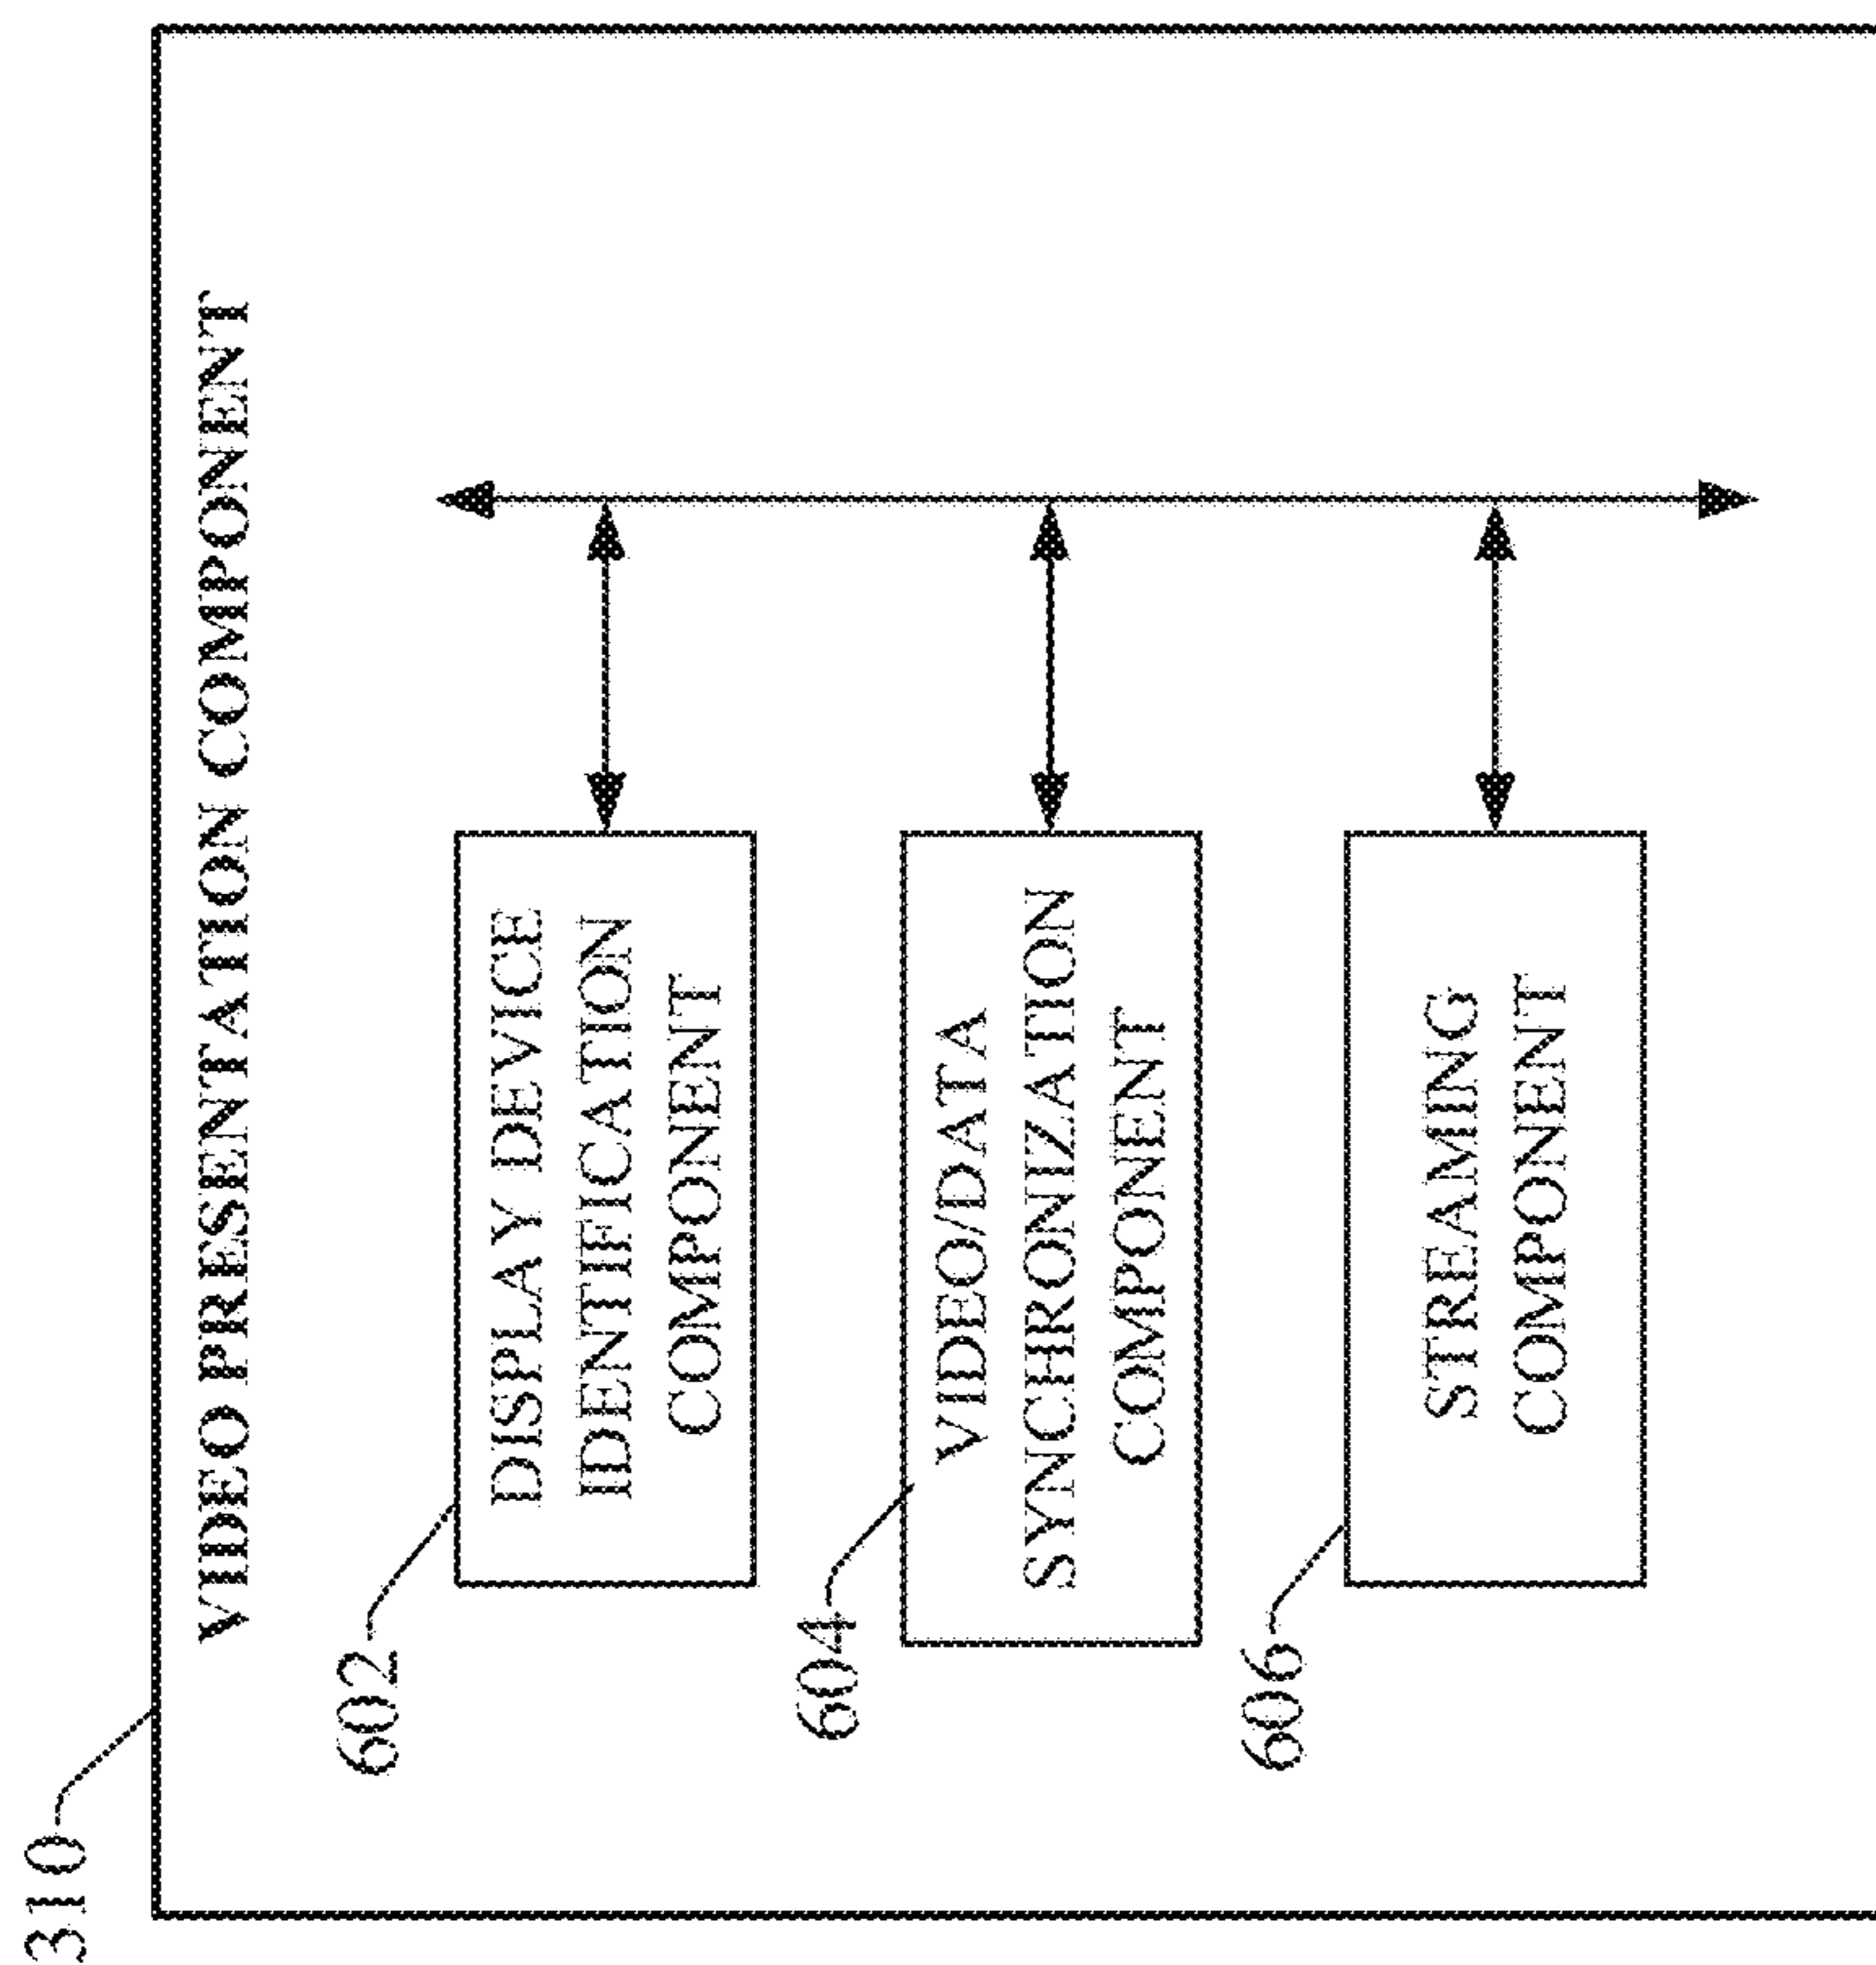 310
VIDEO PRESENTATION COMPONENT
602
DISPLAY DEVICE
IDENTIFICATION
COMPONENT
604
VIDEO/DATA
SYNCHRONIZATION
COMPONENT
606
STREAMING
COMPONENT